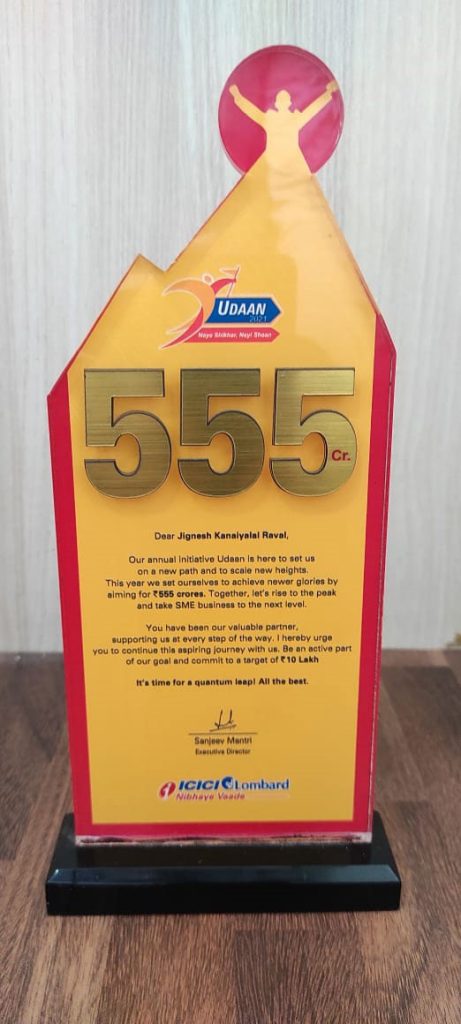 UDAAN
2021
Naya Shikhar, Nayi Shaan
555
Cr.
Dear Jignesh Kanaiyalal Raval,
Our annual initiative Udaan is here to set us
on a new path and to scale new heights.
This year we set ourselves to achieve newer glories by
aiming for ₹555 crores. Together, let's rise to the peak
and take SME business to the next level.
You have been our valuable partner,
supporting us at every step of the way. I hereby urge
you to continue this aspiring journey with us. Be an active part
of our goal and commit to a target of ₹10 Lakh
It's time for a quantum leap! All the best.
Sanjeev Mantri
Executive Director
ICICI Lombard
Nibhaye Vaade